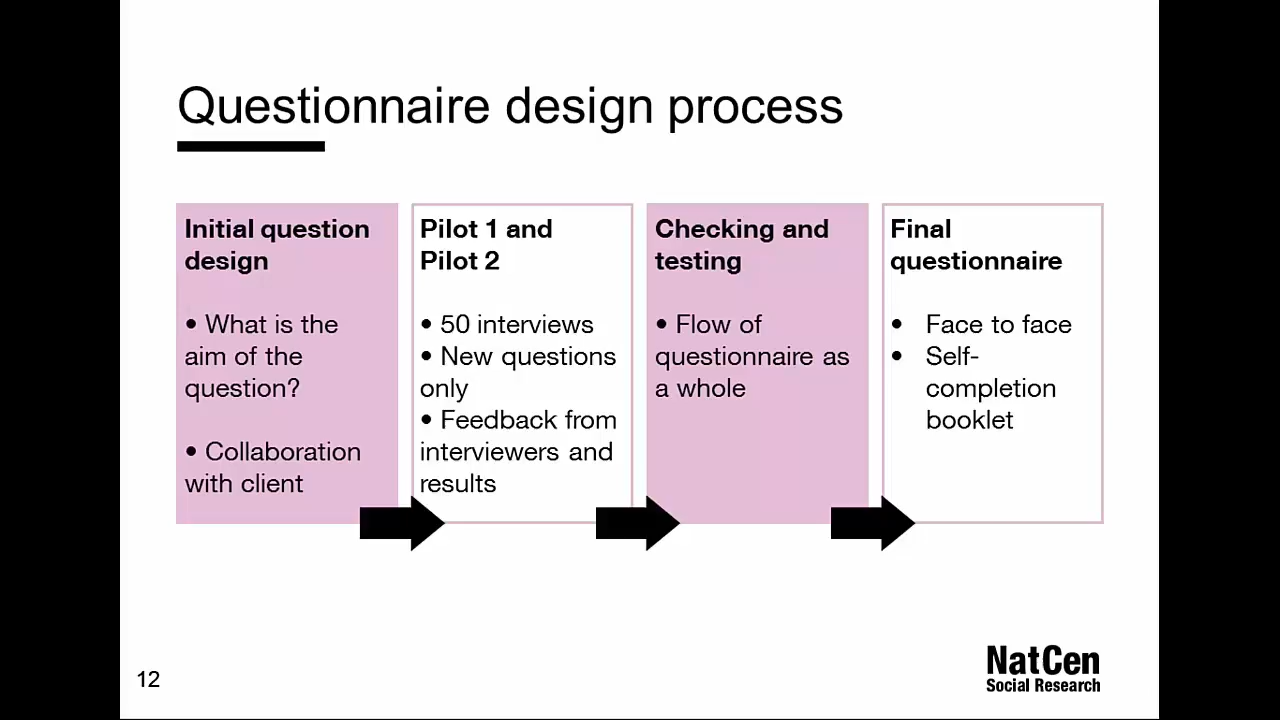 Questionnaire design process
Initial question
design
• What is the
aim of the
question?
• Collaboration
with client
Pilot 1 and
Pilot 2
• 50 interviews
• New questions
only
• Feedback from
interviewers and
results
Checking and
testing
• Flow of
questionnaire as
a whole
Final
questionnaire
• Face to face
• Self-
completion
booklet
12
NatCen
Social Research